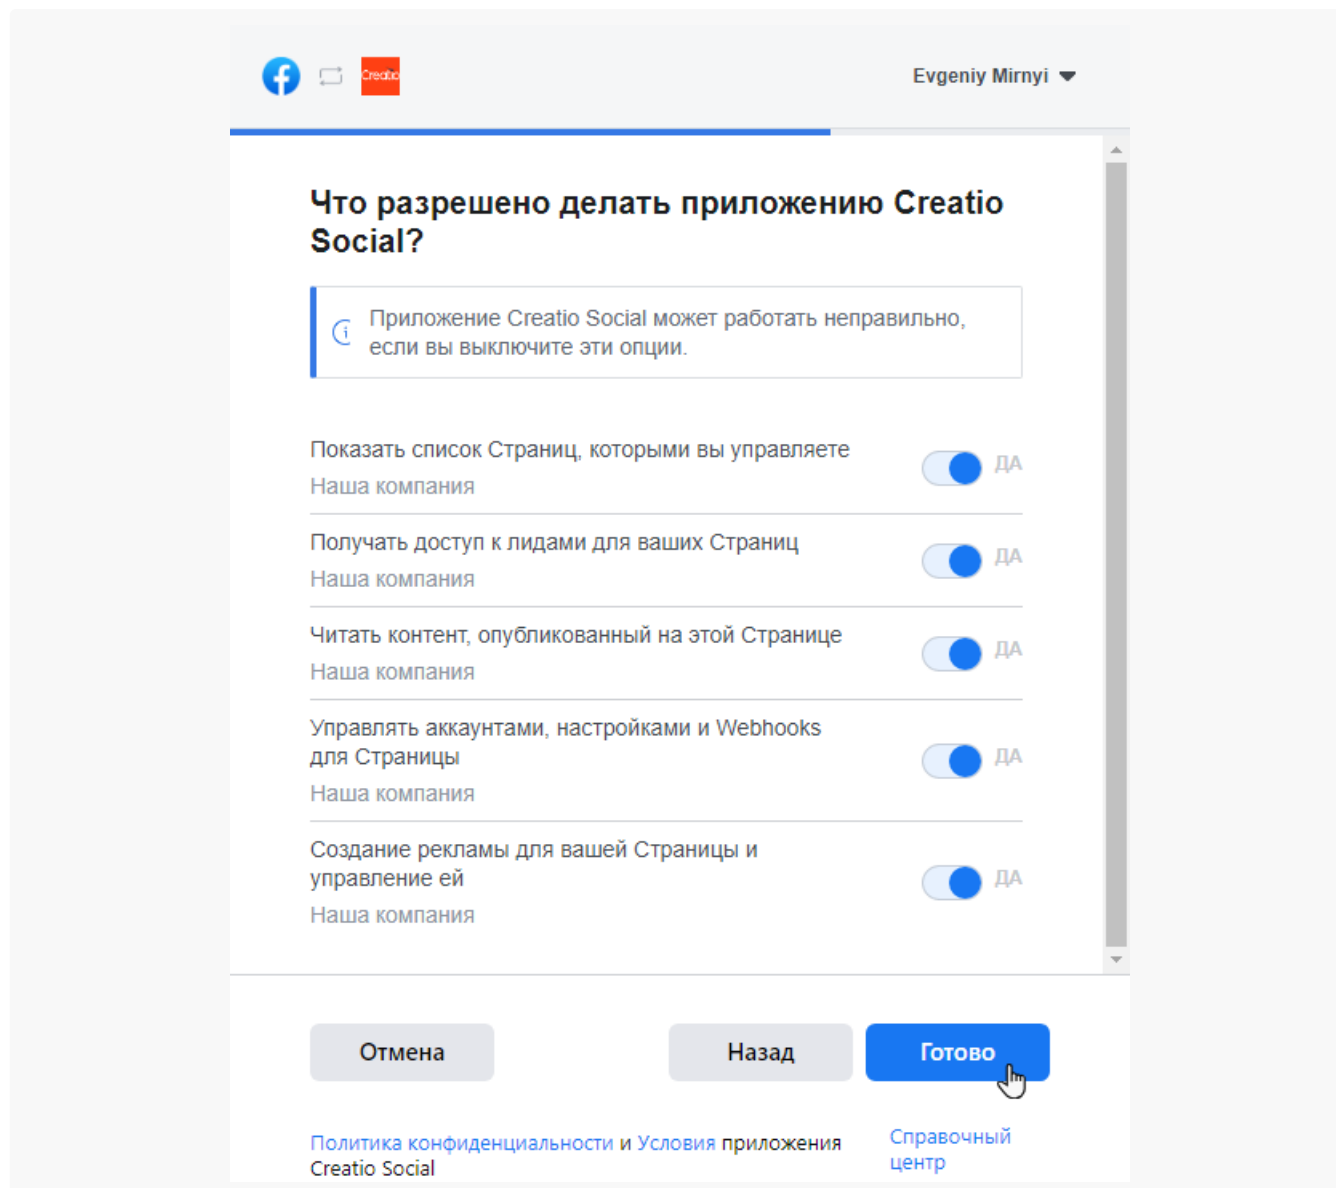 Creatio
Evgeniy Mirnyi
Что разрешено делать приложению Creatio
Social?
Приложение Creatio Social может работать неправильно,
если вы выключите эти опции.
Показать список Страниц, которыми вы управляете
ДА
Наша компания
Получать доступ к лидами для ваших Страниц
ДА
Наша компания
Читать контент, опубликованный на этой Странице
ДА
Наша компания
Управлять аккаунтами, настройками и Webhooks
для Страницы
ДА
Наша компания
Создание рекламы для вашей Страницы и
управление ей
ДА
Наша компания
Отмена
Назад
Готово
Политика конфиденциальности и Условия приложения
Creatio Social
Справочный
центр